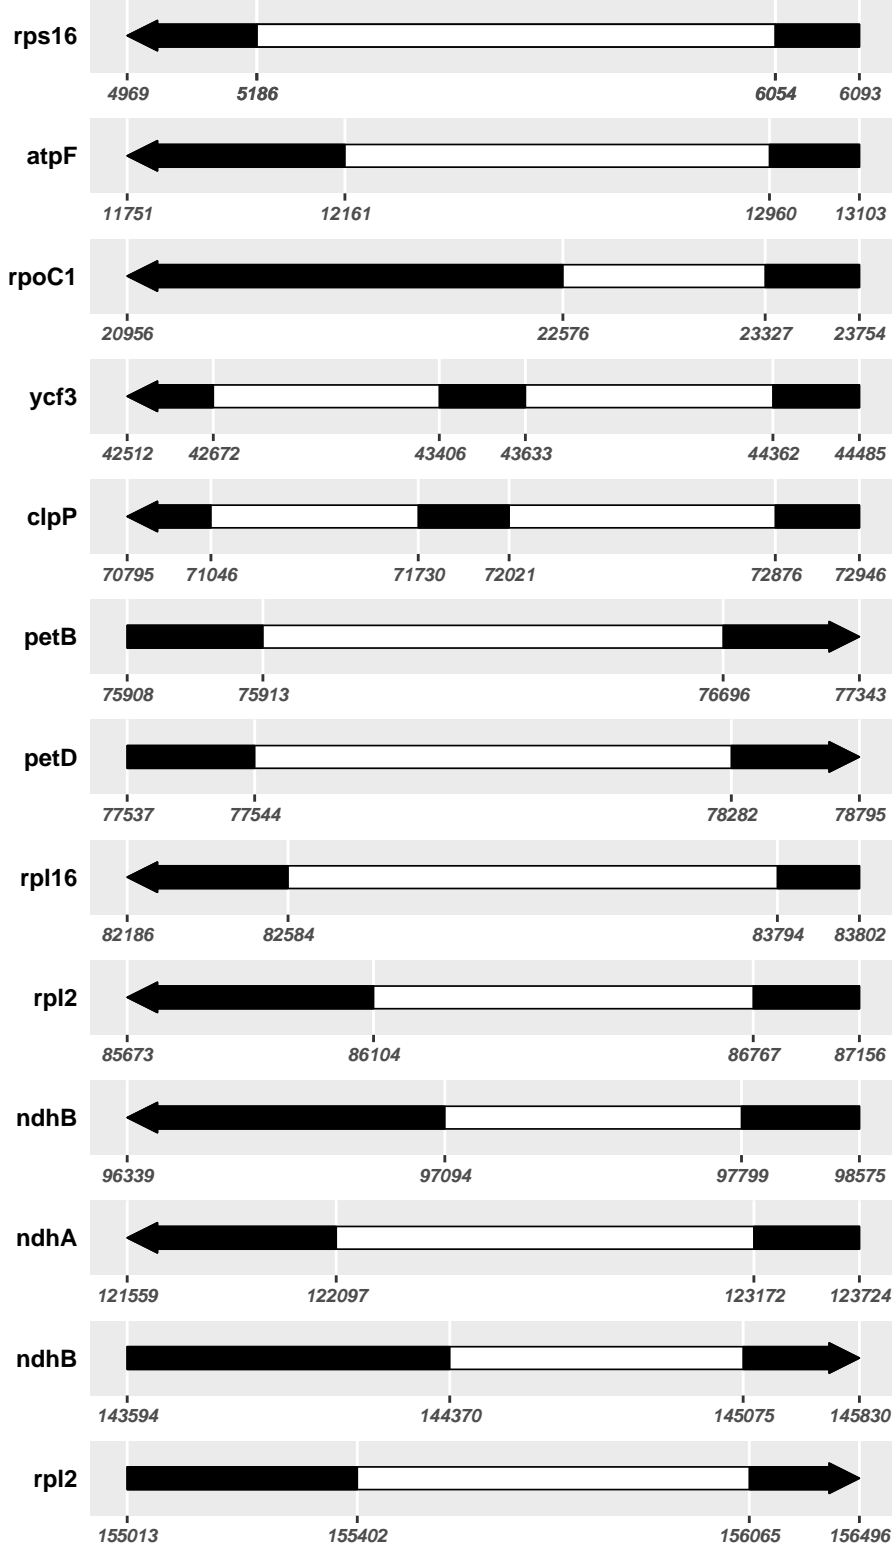 rps16
4969 5186 6054 6093
atpF
11751 12161 12960 13103
rpoC1
20956 22576 23327 23754
ycf3
42512 42672 43406 43633 44362 44485
clpP
70795 71046 71730 72021 72876 72946
petB
75908 75913 76696 77343
petD
77537 77544 78282 78795
rpl16
82186 82584 83794 83802
rpl2
85673 86104 86767 87156
ndhB
96339 97094 97799 98575
ndhA
121559 122097 123172 123724
ndhB
143594 144370 145075 145830
rpl2
155013 155402 156065 156496